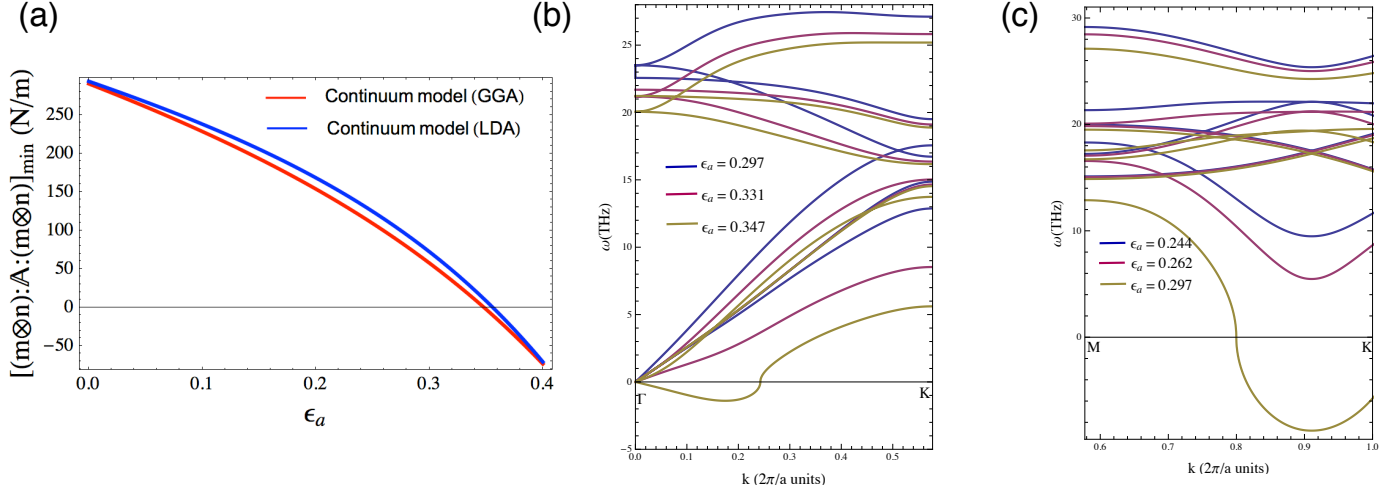 (a)
[(m⊗n):𝔸:(m⊗n)]min (N/m)
250
200
150
100
50
0
−50
Continuum model (GGA)
Continuum model (LDA)
0.0 0.1 0.2 0.3 0.4
ϵa
(b)
ω(THz)
25
20
15
10
5
0
−5
ϵa = 0.297
ϵa = 0.331
ϵa = 0.347
Γ K
0.0 0.1 0.2 0.3 0.4 0.5
k (2π/a units)
(c)
ω(THz)
30
20
10
0
ϵa = 0.244
ϵa = 0.262
ϵa = 0.297
M K
0.6 0.7 0.8 0.9 1.0
k (2π/a units)